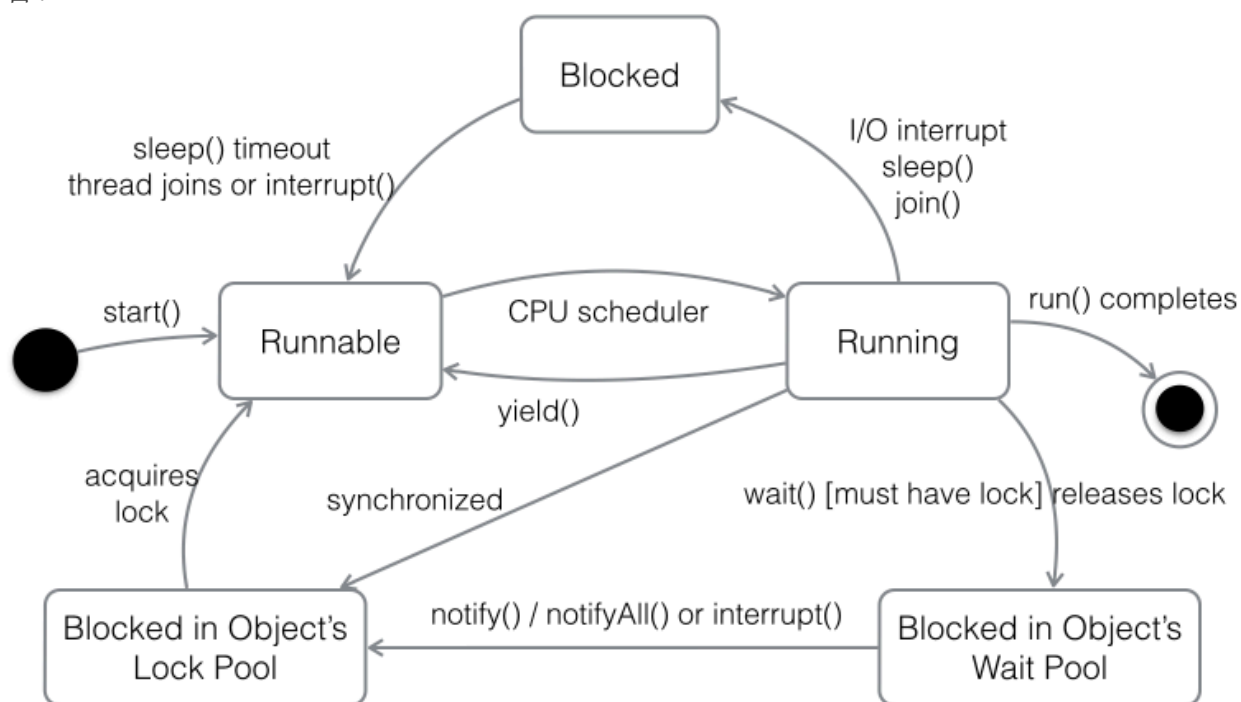 Blocked
I/O interrupt
sleep()
join()
sleep() timeout
thread joins or interrupt()
start()
Runnable
CPU scheduler
Running
run() completes
yield()
acquires
lock
synchronized
wait() [must have lock] releases lock
Blocked in Object's
Lock Pool
notify() / notifyAll() or interrupt()
Blocked in Object's
Wait Pool